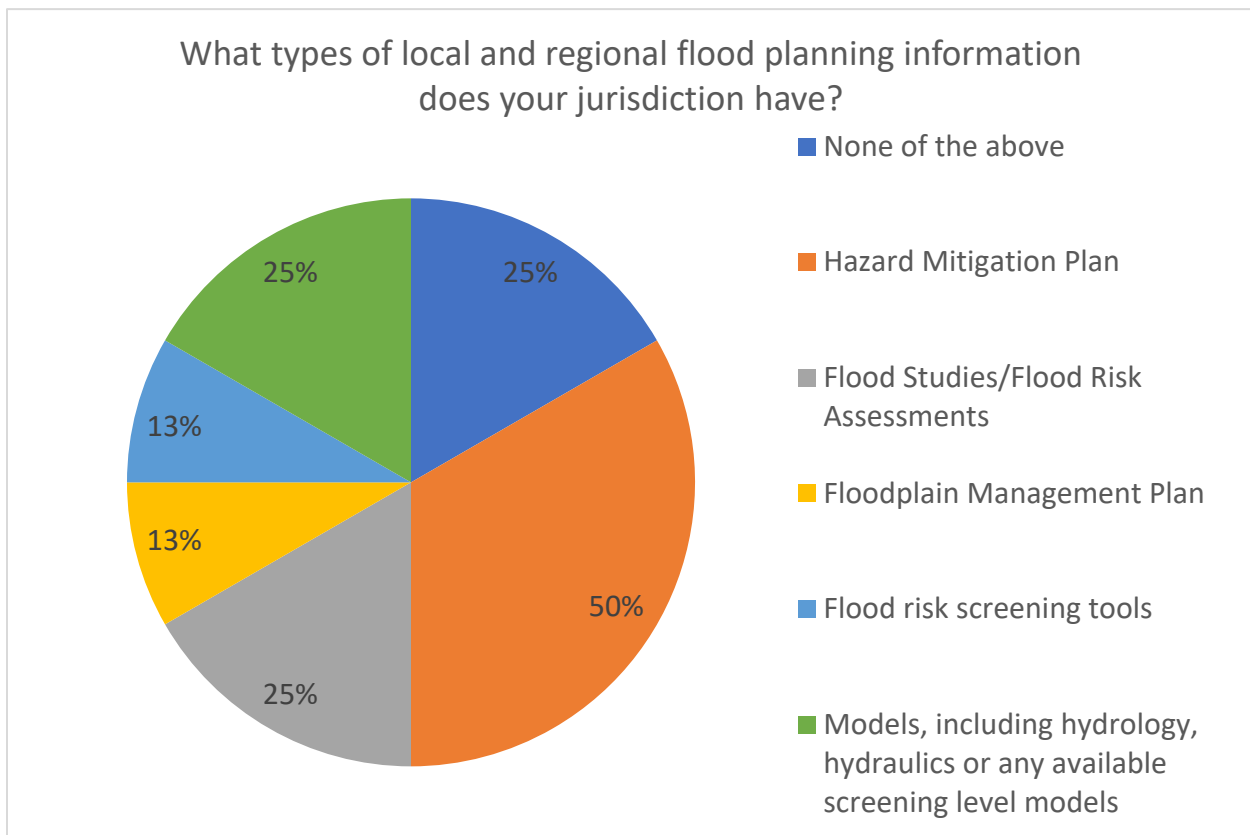 What types of local and regional flood planning information
does your jurisdiction have?
None of the above
Hazard Mitigation Plan
Flood Studies/Flood Risk
Assessments
Floodplain Management Plan
Flood risk screening tools
Models, including hydrology,
hydraulics or any available
screening level models
25%
50%
25%
13%
13%
25%